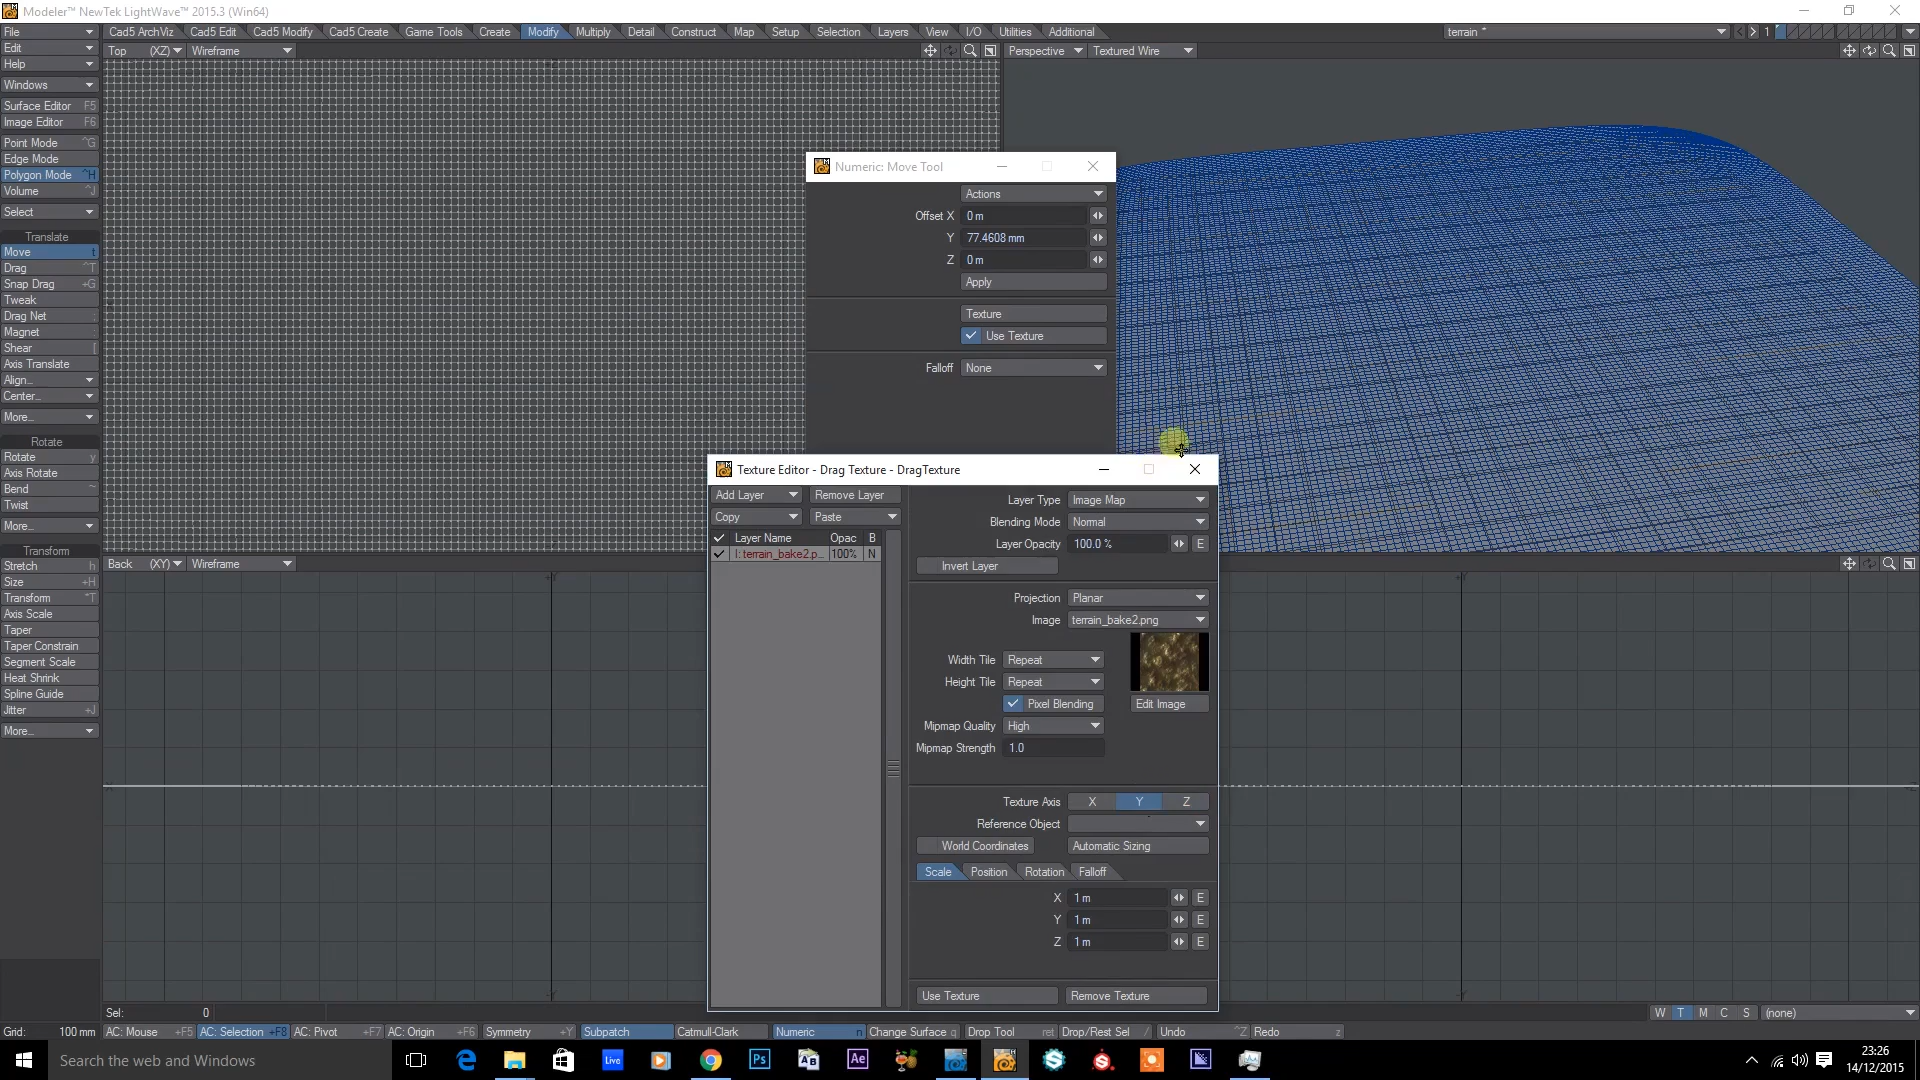 Modeler™ NewTek LightWave™ 2015.3 (Win64)
File Cad5 ArchViz Cad5 Edit Cad5 Modify Cad5 Create Game Tools Create Modify Multiply Detail Construct Map Setup Selection Layers View I/O Utilities Additional terrain * 1
Edit
Top (XZ) Wireframe Perspective Textured Wire
Help
Windows
Surface Editor F5
Image Editor F6
Point Mode ^G
Edge Mode
Polygon Mode ^H
Volume ^J
Select
Translate
Move t
Drag ^T
Snap Drag +G
Tweak
Drag Net ;
Magnet :
Shear [
Axis Translate
Align...
Center...
More...
Rotate
Rotate y
Axis Rotate
Bend ~
Twist
More...
Transform
Stretch h
Size +H
Transform
Axis Scale
Taper
Taper Constrain
Segment Scale
Heat Shrink
Spline Guide
Jitter +J
More...
Numeric: Move Tool
Actions
Offset X 0 m
Y 77.4608 mm
Z 0 m
Apply
Texture
Use Texture
Falloff None
Back (XY) Wireframe
Texture Editor - Drag Texture - DragTexture
Add Layer Remove Layer
Copy Paste
Layer Name Opac B
I: terrain_bake2.p... 100% N
Layer Type Image Map
Blending Mode Normal
Layer Opacity 100.0 % E
Invert Layer
Projection Planar
Image terrain_bake2.png
Width Tile Repeat
Height Tile Repeat
Pixel Blending Edit Image
Mipmap Quality High
Mipmap Strength 1.0
Texture Axis X Y Z
Reference Object
World Coordinates Automatic Sizing
Scale Position Rotation Falloff
X 1 m E
Y 1 m E
Z 1 m E
Use Texture Remove Texture
Sel: 0 W T M C S (none)
Grid: 100 mm AC: Mouse +F5 AC: Selection +F8 AC: Pivot +F7 AC: Origin +F6 Symmetry +Y Subpatch Catmull-Clark Numeric n Change Surface q Drop Tool ret Drop/Rest Sel / Undo ^Z Redo z
Search the web and Windows Live Ps Ae
23:26
14/12/2015